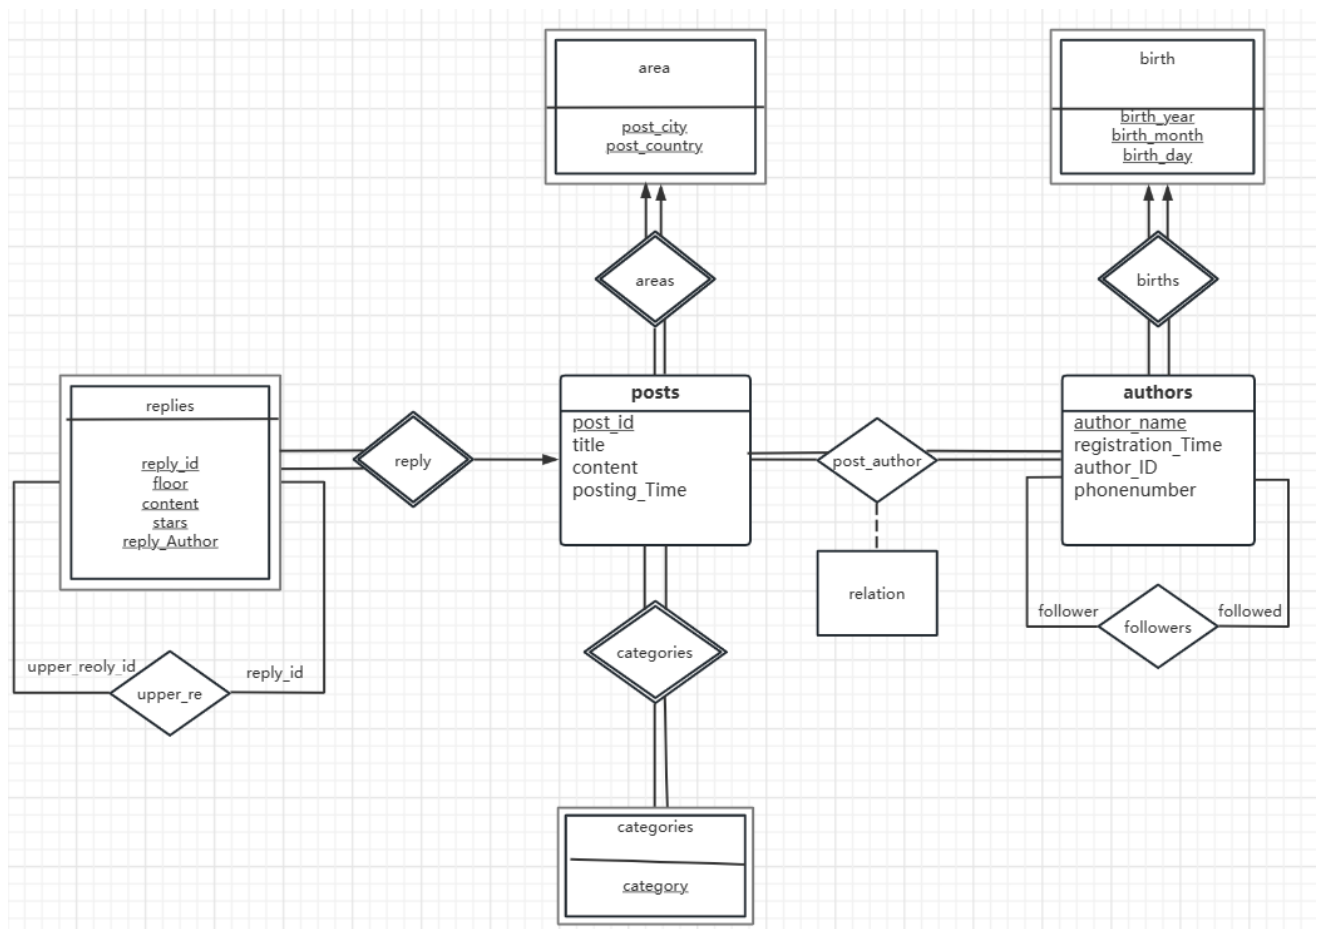 area
post_city
post_country
birth
birth_year
birth_month
birth_day
areas
births
replies
reply_id
floor
content
stars
reply_Author
reply
posts
post_id
title
content
posting_Time
post_author
relation
authors
author_name
registration_Time
author_ID
phonenumber
follower
followers
followed
upper_reoly_id
upper_re
reply_id
categories
categories
category